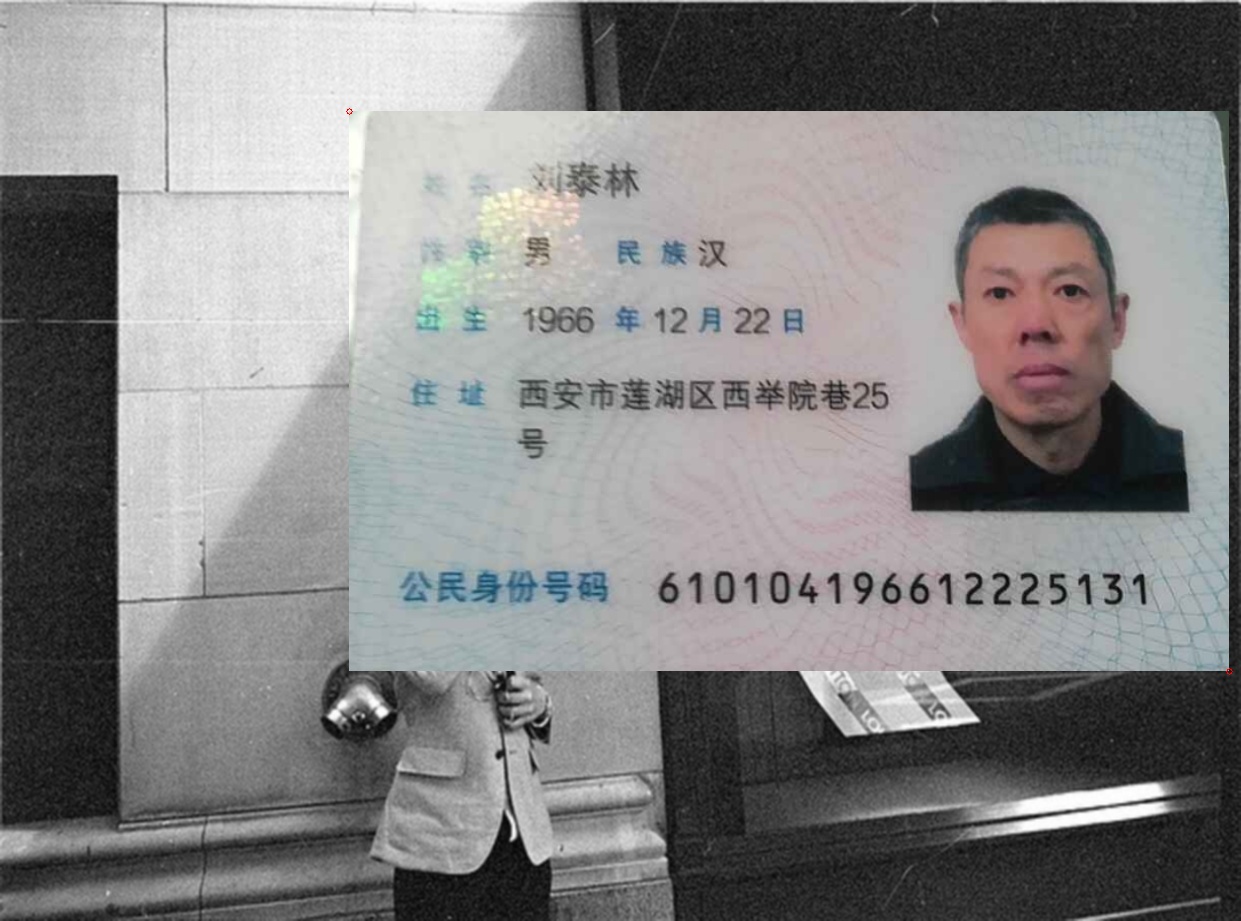 姓名 刘泰林
性别 男 民族 汉
出生 1966 年 12 月 22 日
住址 西安市莲湖区西举院巷25
号
公民身份号码 610104196612225131